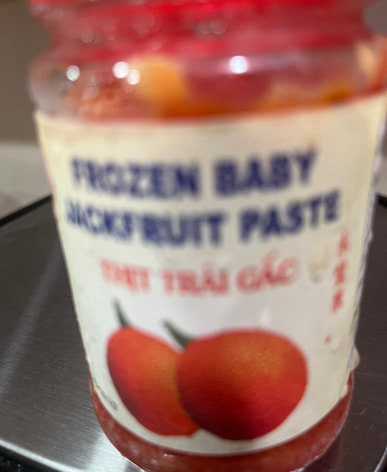 FROZEN BABY
JACKFRUIT PASTE
THỊT TRÁI GẤC